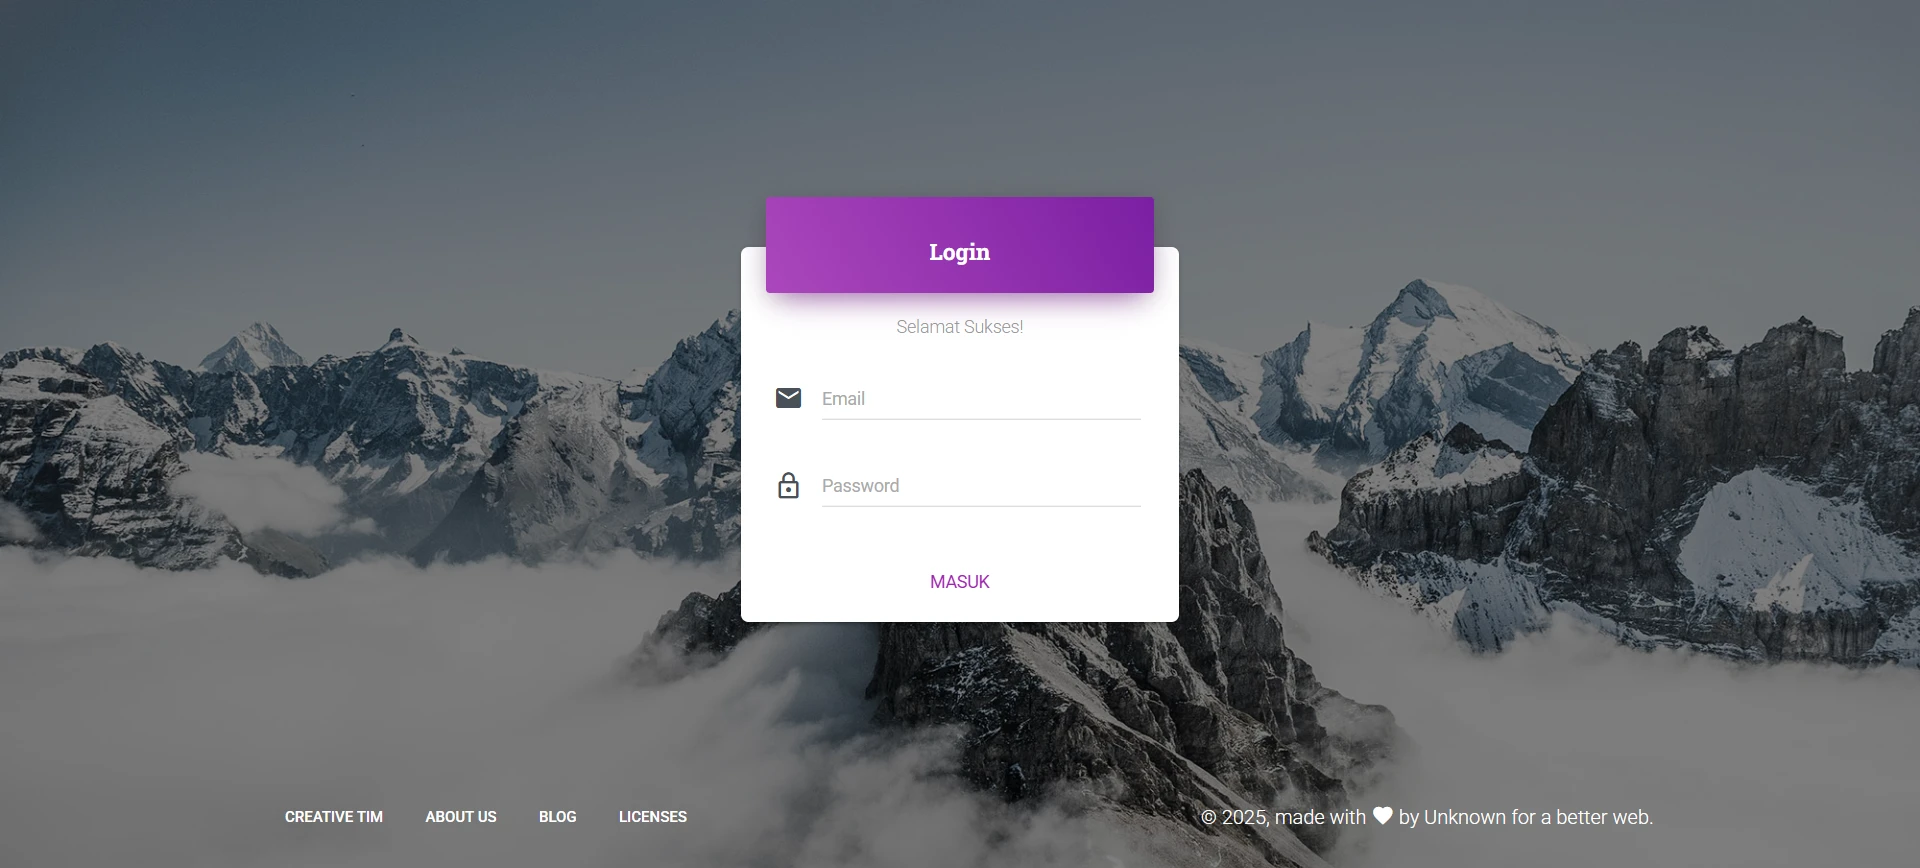 Login
Selamat Sukses!
Email
Password
MASUK
CREATIVE TIM
ABOUT US
BLOG
LICENSES
© 2025, made with ♥ by Unknown for a better web.